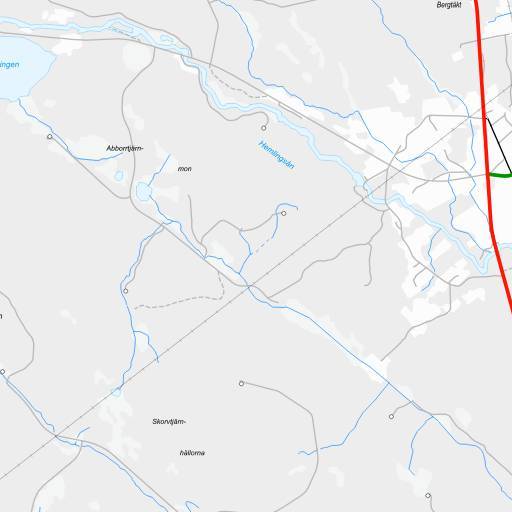 Bergtäkt
ingen
Abborrtjärn-
mon
Hemlingsån
n
Skorvtjärn-
hällorna